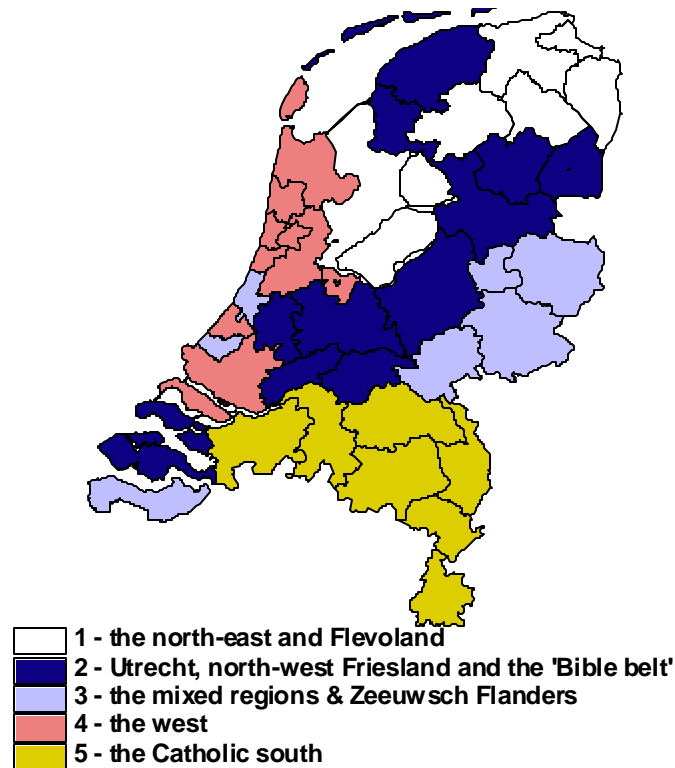 1 - the north-east and Flevoland
2 - Utrecht, north-west Friesland and the 'Bible belt'
3 - the mixed regions & Zeeuwsch Flanders
4 - the west
5 - the Catholic south